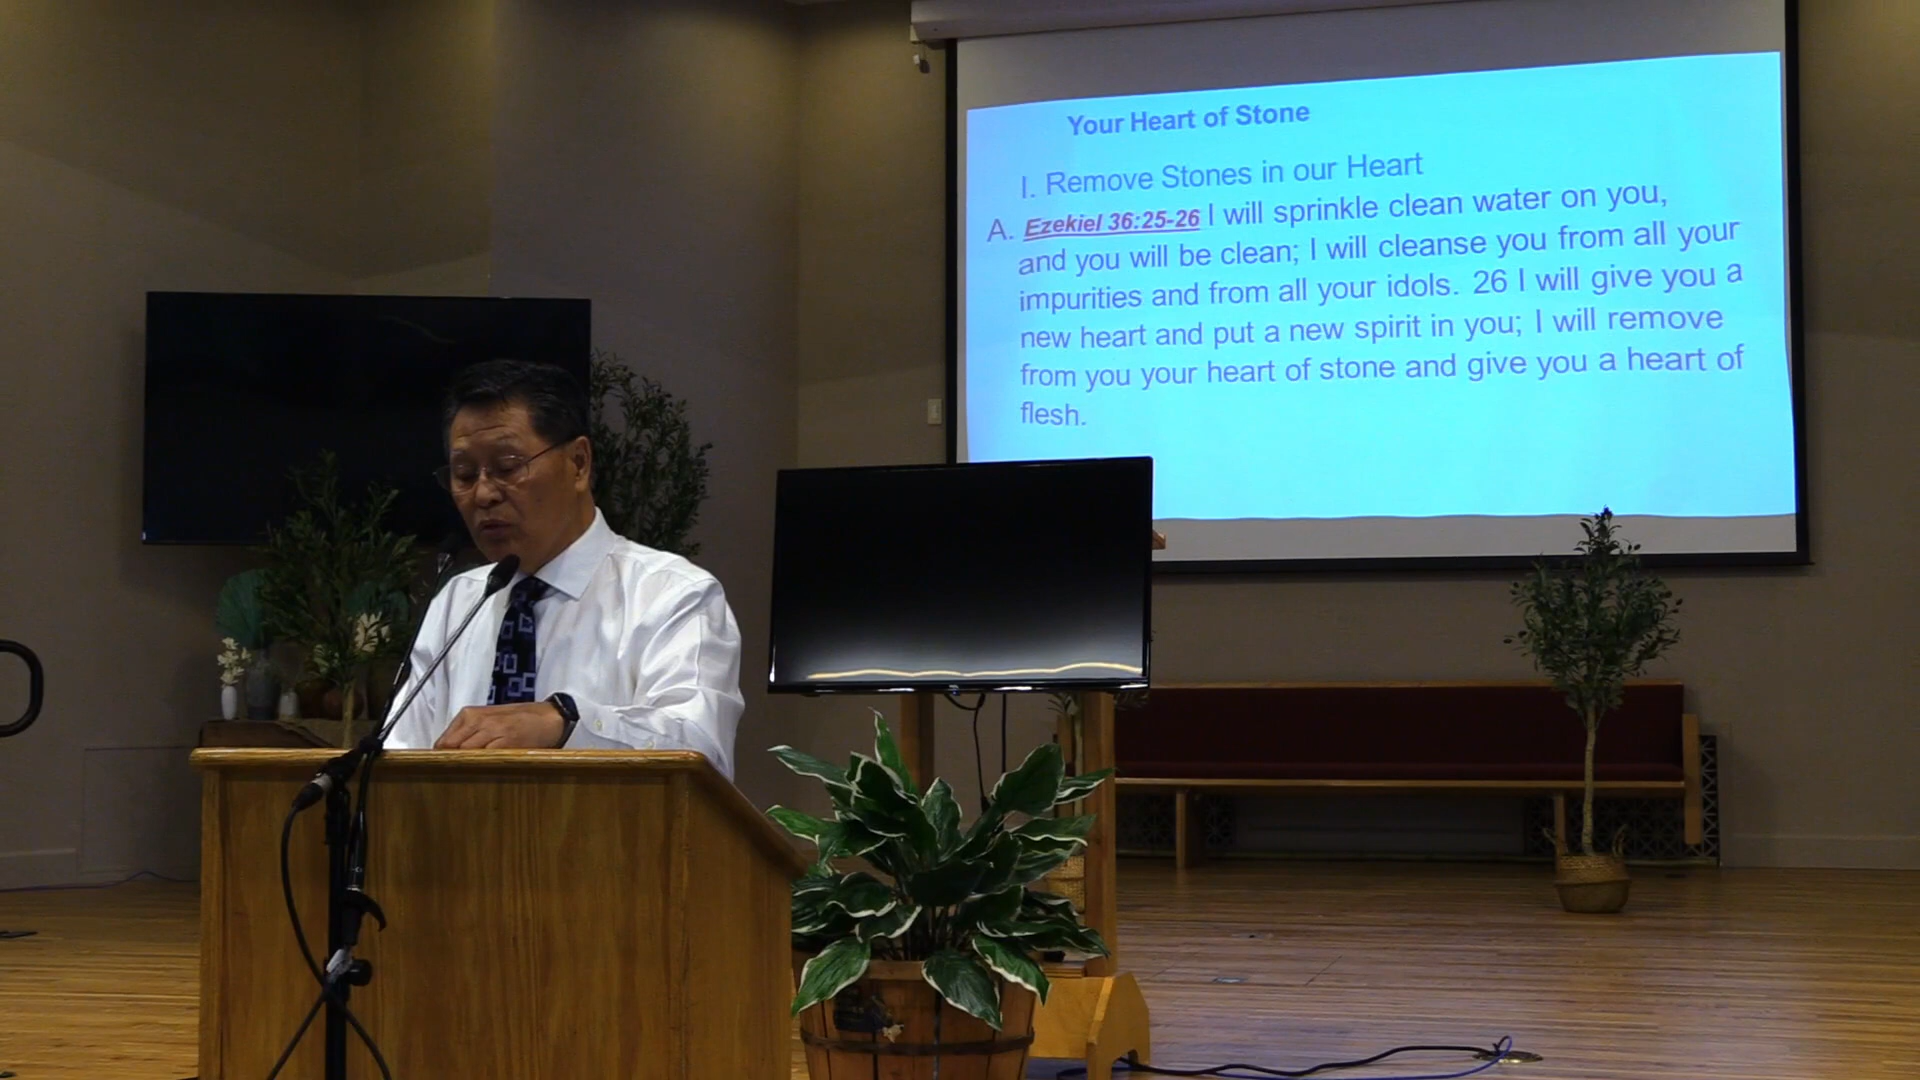 Your Heart of Stone
I. Remove Stones in our Heart
A. Ezekiel 36:25-26 I will sprinkle clean water on you,
and you will be clean; I will cleanse you from all your
impurities and from all your idols. 26 I will give you a
new heart and put a new spirit in you; I will remove
from you your heart of stone and give you a heart of
flesh.